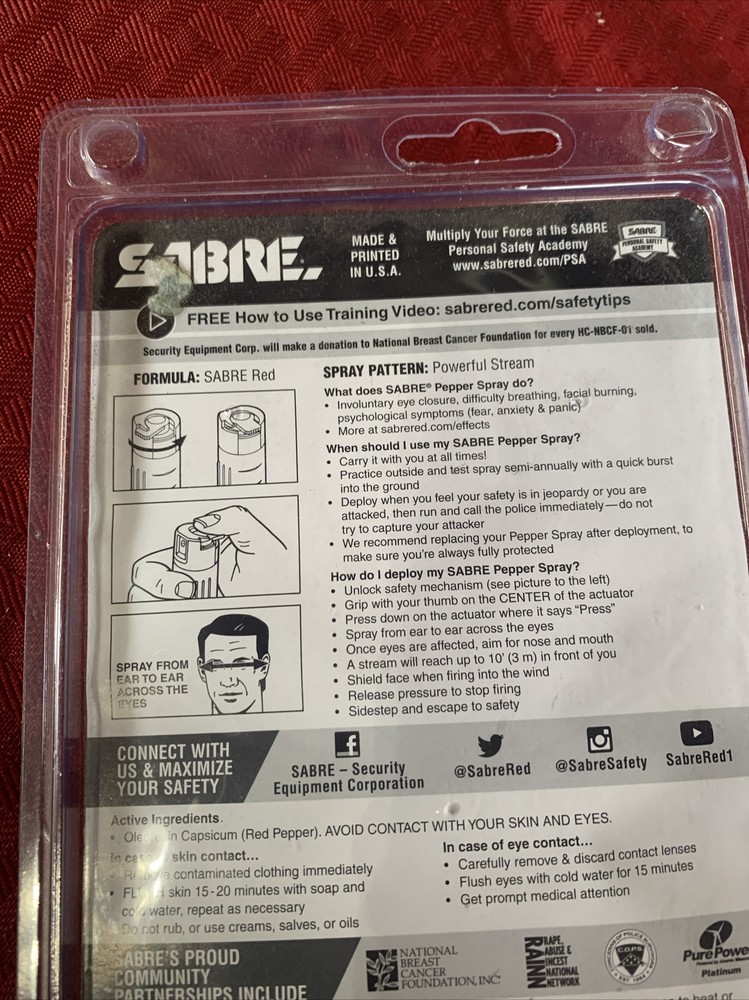 SABRE.
MADE &
PRINTED
IN U.S.A.
Multiply Your Force at the SABRE
Personal Safety Academy
www.sabrered.com/PSA
SABRE
PERSONAL SAFETY
ACADEMY
FREE How to Use Training Video: sabrered.com/safetytips
Security Equipment Corp. will make a donation to National Breast Cancer Foundation for every HC-NBCF-01 sold.
FORMULA: SABRE Red
SPRAY FROM
EAR TO EAR
ACROSS THE
EYES
SPRAY PATTERN: Powerful Stream
What does SABRE® Pepper Spray do?
• Involuntary eye closure, difficulty breathing, facial burning,
psychological symptoms (fear, anxiety & panic)
• More at sabrered.com/effects
When should I use my SABRE Pepper Spray?
• Carry it with you at all times!
• Practice outside and test spray semi-annually with a quick burst
into the ground
• Deploy when you feel your safety is in jeopardy or you are
attacked, then run and call the police immediately—do not
try to capture your attacker
• We recommend replacing your Pepper Spray after deployment, to
make sure you're always fully protected
How do I deploy my SABRE Pepper Spray?
• Unlock safety mechanism (see picture to the left)
• Grip with your thumb on the CENTER of the actuator
• Press down on the actuator where it says "Press"
• Spray from ear to ear across the eyes
• Once eyes are affected, aim for nose and mouth
• A stream will reach up to 10' (3 m) in front of you
• Shield face when firing into the wind
• Release pressure to stop firing
• Sidestep and escape to safety
CONNECT WITH
US & MAXIMIZE
YOUR SAFETY
SABRE – Security
Equipment Corporation
@SabreRed
@SabreSafety
SabreRed1
Active Ingredients.
• in Capsicum (Red Pepper). AVOID CONTACT WITH YOUR SKIN AND EYES.
In skin contact...
• contaminated clothing immediately
• skin 15-20 minutes with soap and
water, repeat as necessary
• Do not rub, or use creams, salves, or oils
In case of eye contact...
• Carefully remove & discard contact lenses
• Flush eyes with cold water for 15 minutes
• Get prompt medical attention
SABRE'S PROUD
COMMUNITY
PARTNERSHIPS INCLUDE
NATIONAL
BREAST
CANCER
FOUNDATION, INC.
RAINN
RAPE,
ABUSE &
INCEST
NATIONAL
NETWORK
C.O.P.S.
PurePowe
Platinum
to heat or